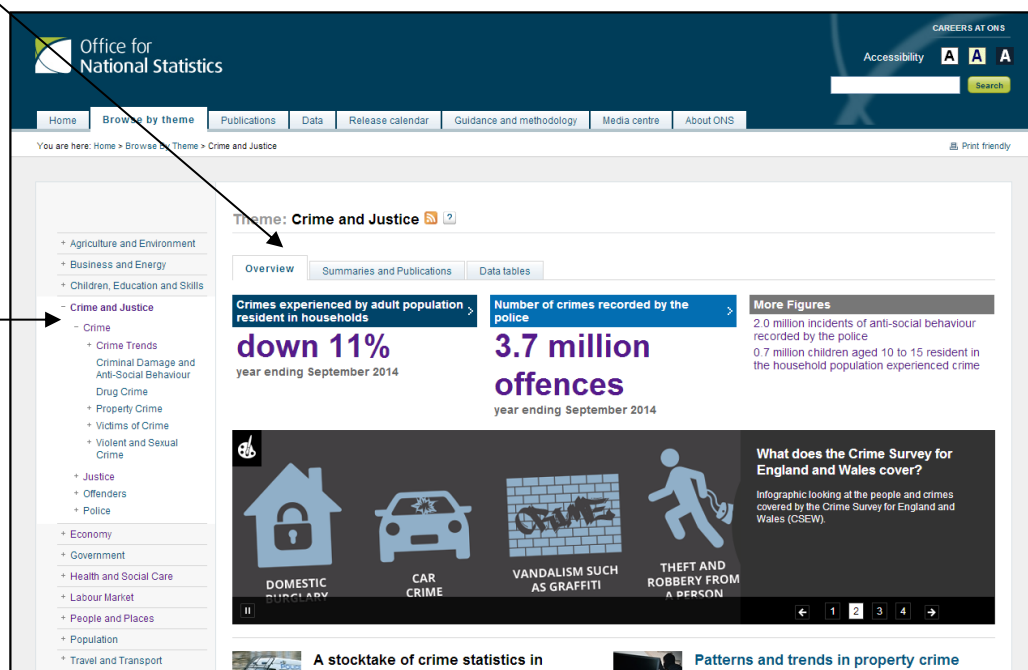 CAREERS AT ONS
Office for
National Statistics
Accessibility A A A
Search
Home Browse by theme Publications Data Release calendar Guidance and methodology Media centre About ONS
You are here: Home > Browse By Theme > Crime and Justice
Print friendly
Theme: Crime and Justice ?
+ Agriculture and Environment
+ Business and Energy
+ Children, Education and Skills
- Crime and Justice
- Crime
+ Crime Trends
Criminal Damage and
Anti-Social Behaviour
Drug Crime
+ Property Crime
+ Victims of Crime
+ Violent and Sexual
Crime
+ Justice
+ Offenders
+ Police
+ Economy
+ Government
+ Health and Social Care
+ Labour Market
+ People and Places
+ Population
+ Travel and Transport
Overview Summaries and Publications Data tables
Crimes experienced by adult population
resident in households >
down 11%
year ending September 2014
Number of crimes recorded by the
police >
3.7 million
offences
year ending September 2014
More Figures
2.0 million incidents of anti-social behaviour
recorded by the police
0.7 million children aged 10 to 15 resident in
the household population experienced crime
CRIME
DOMESTIC
BURGLARY
CAR
CRIME
VANDALISM SUCH
AS GRAFFITI
THEFT AND
ROBBERY FROM
A PERSON
What does the Crime Survey for
England and Wales cover?
Infographic looking at the people and crimes
covered by the Crime Survey for England and
Wales (CSEW).
1 2 3 4
A stocktake of crime statistics in
Patterns and trends in property crime